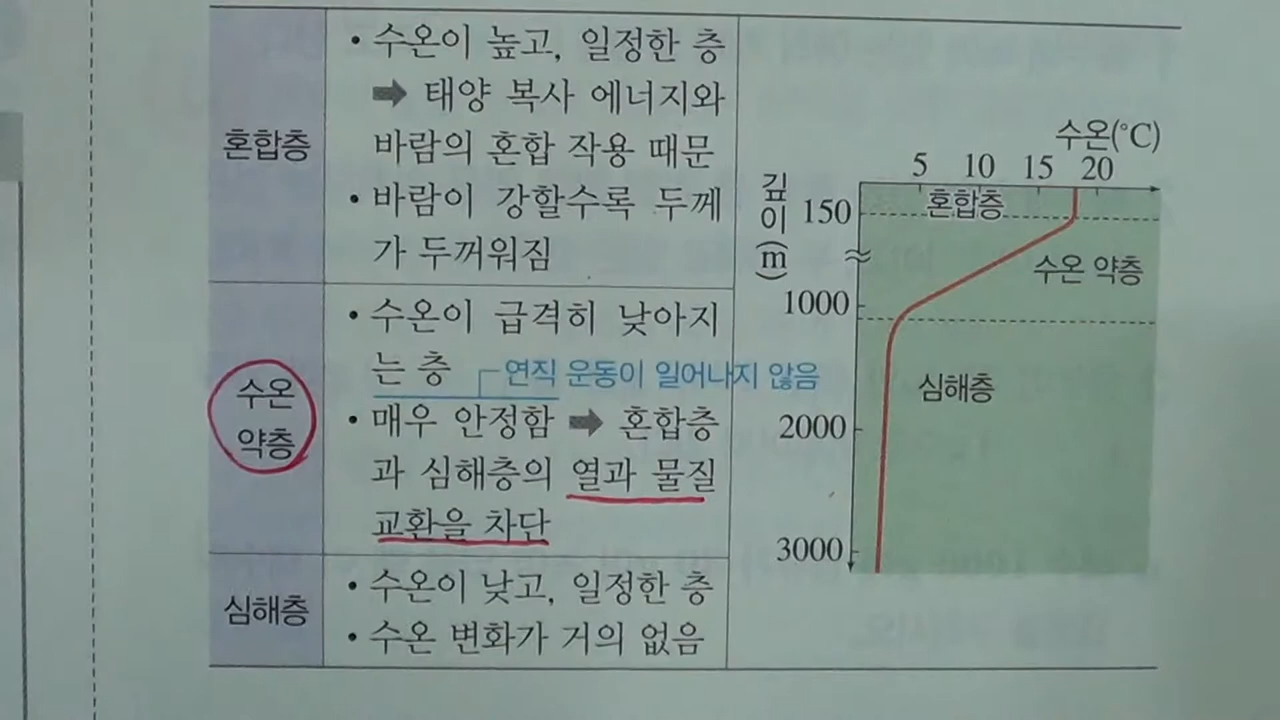 혼합층
• 수온이 높고, 일정한 층
➡ 태양 복사 에너지와
바람의 혼합 작용 때문
• 바람이 강할수록 두께
가 두꺼워짐
수온
약층
• 수온이 급격히 낮아지
는 층
연직 운동이 일어나지 않음
• 매우 안정함 ➡ 혼합층
과 심해층의 열과 물질
교환을 차단
심해층
• 수온이 낮고, 일정한 층
• 수온 변화가 거의 없음
수온(°C)
5 10 15 20
깊이(m)
150
1000
2000
3000
혼합층
수온 약층
심해층